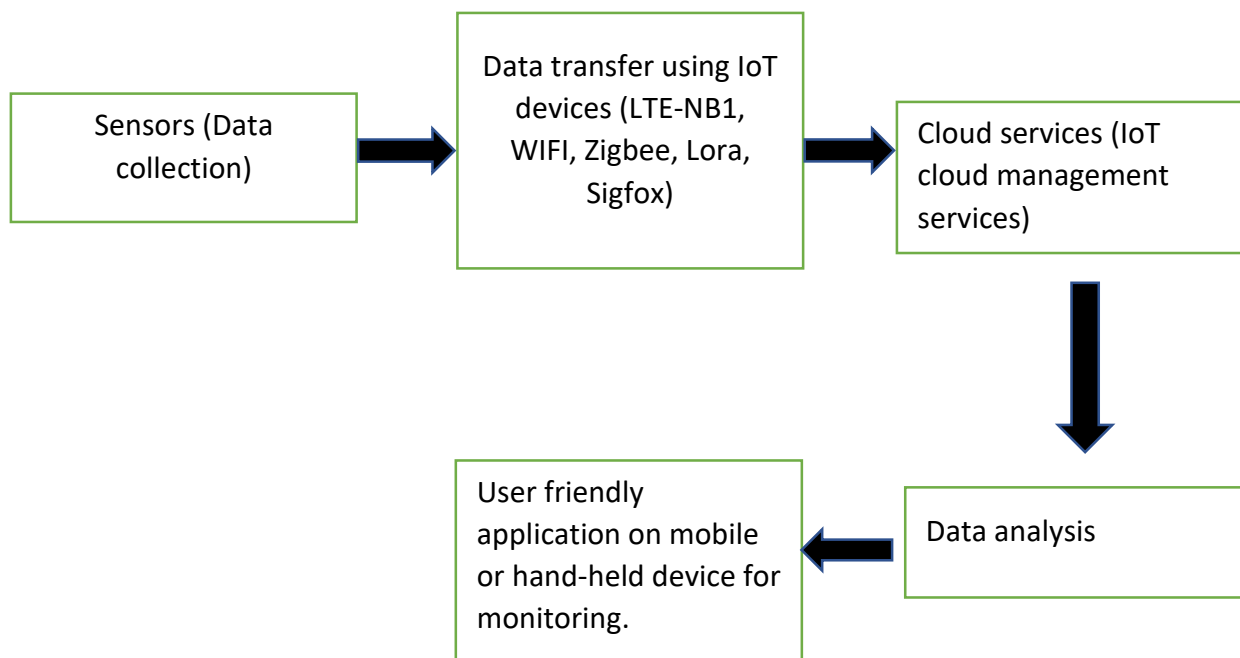 Sensors (Data
collection)
Data transfer using IoT
devices (LTE-NB1,
WIFI, Zigbee, Lora,
Sigfox)
Cloud services (IoT
cloud management
services)
Data analysis
User friendly
application on mobile
or hand-held device for
monitoring.